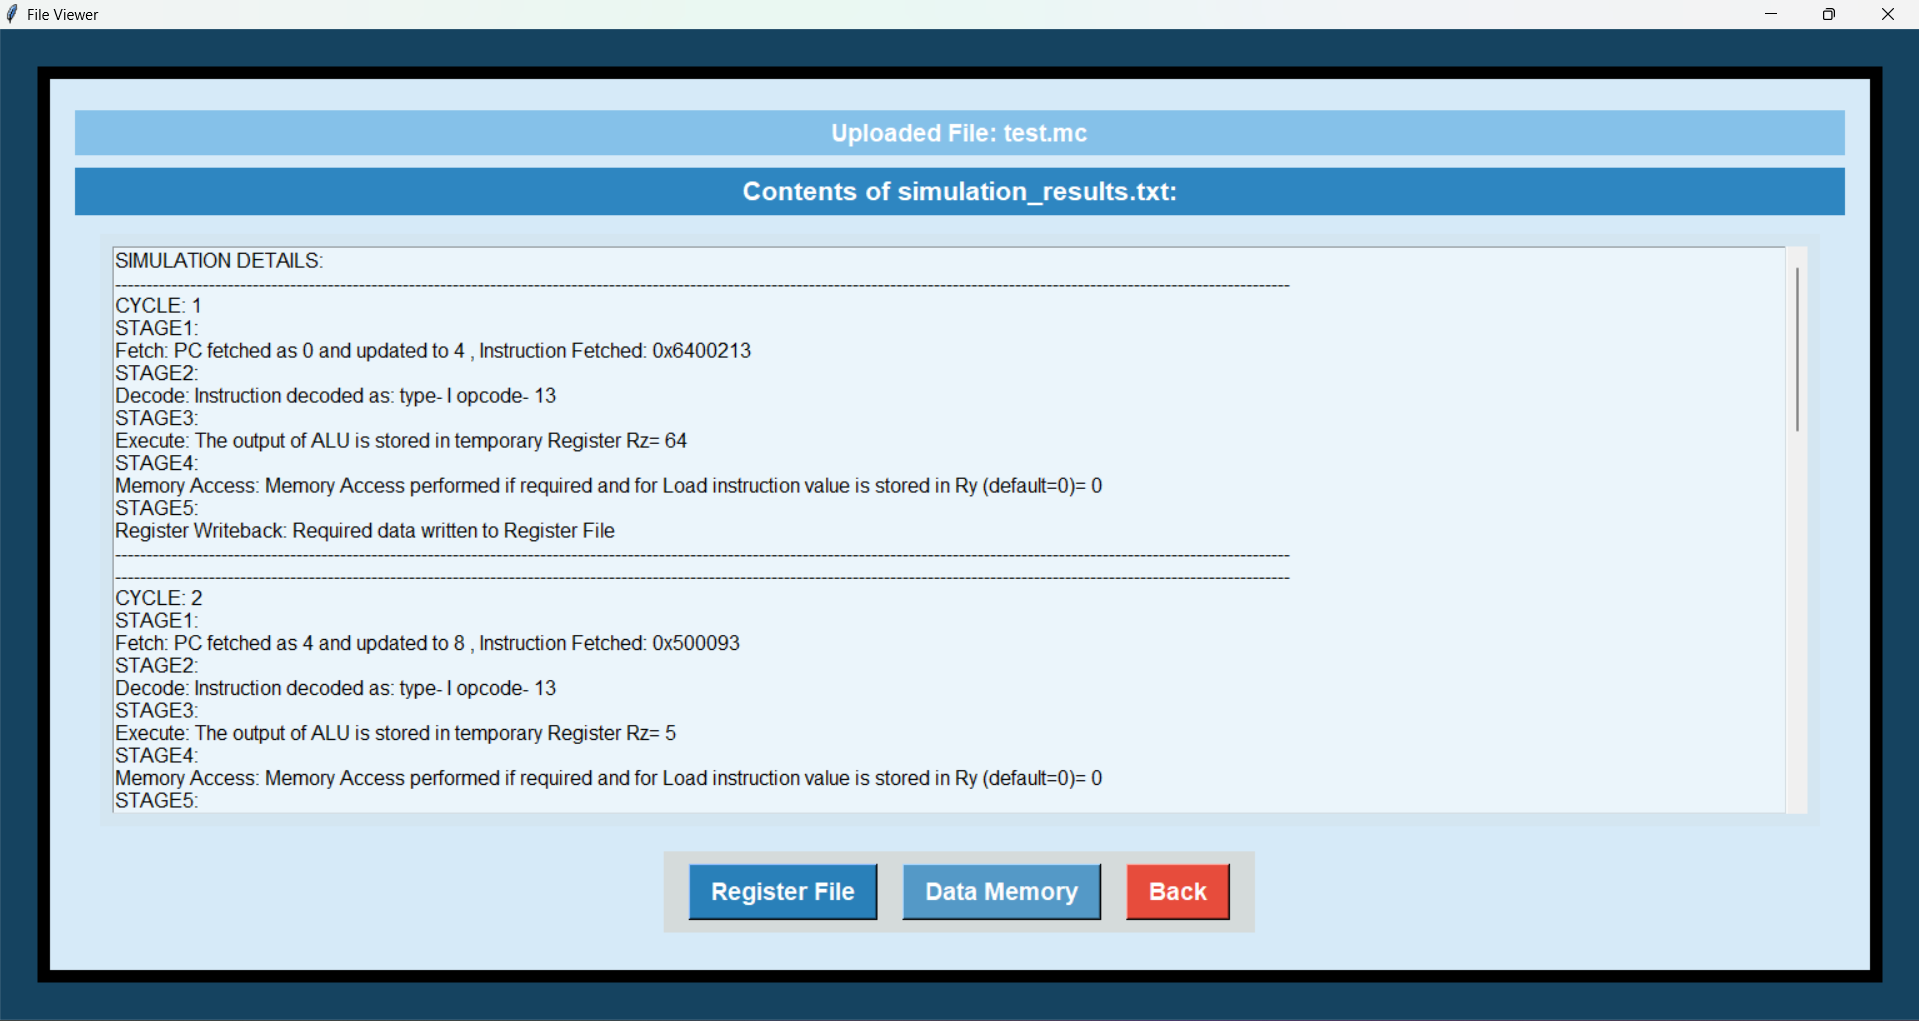 File Viewer
Uploaded File: test.mc
Contents of simulation_results.txt:
SIMULATION DETAILS:
CYCLE: 1
STAGE1:
Fetch: PC fetched as 0 and updated to 4 , Instruction Fetched: 0x6400213
STAGE2:
Decode: Instruction decoded as: type- I opcode- 13
STAGE3:
Execute: The output of ALU is stored in temporary Register Rz= 64
STAGE4:
Memory Access: Memory Access performed if required and for Load instruction value is stored in Ry (default=0)= 0
STAGE5:
Register Writeback: Required data written to Register File
CYCLE: 2
STAGE1:
Fetch: PC fetched as 4 and updated to 8 , Instruction Fetched: 0x500093
STAGE2:
Decode: Instruction decoded as: type- I opcode- 13
STAGE3:
Execute: The output of ALU is stored in temporary Register Rz= 5
STAGE4:
Memory Access: Memory Access performed if required and for Load instruction value is stored in Ry (default=0)= 0
STAGE5:
Register File
Data Memory
Back